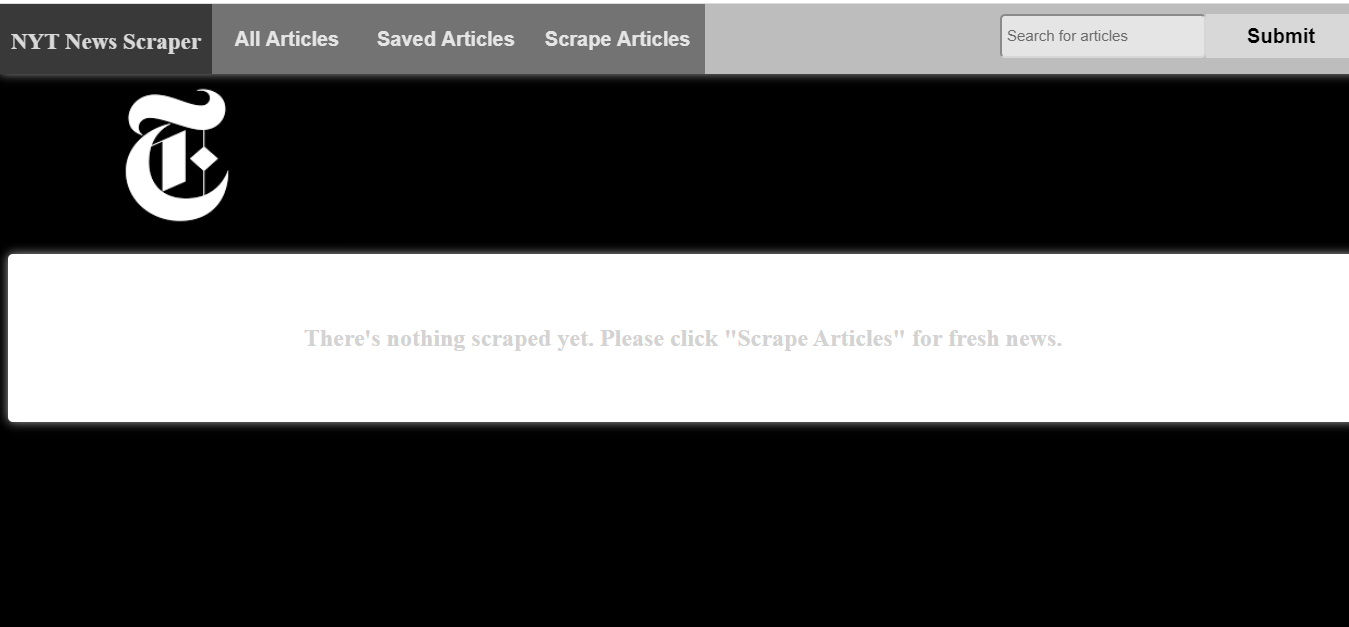 NYT News Scraper All Articles Saved Articles Scrape Articles Search for articles Submit
T
There's nothing scraped yet. Please click "Scrape Articles" for fresh news.